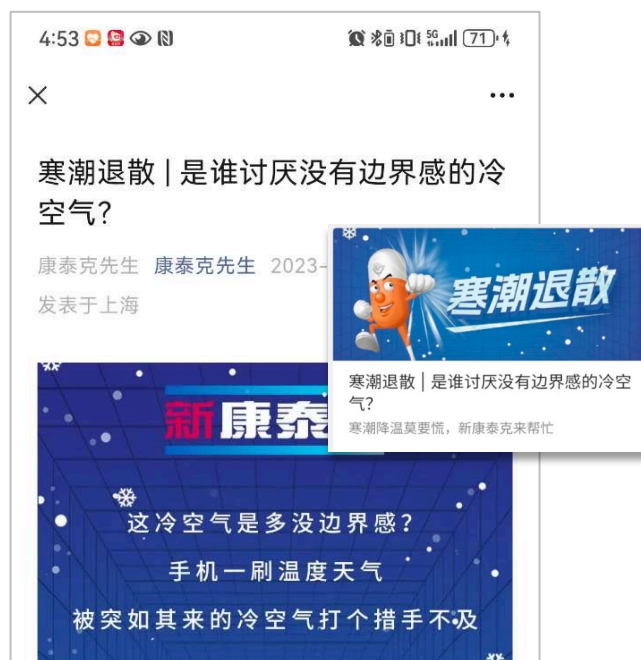 4:53
5G
71
寒潮退散 | 是谁讨厌没有边界感的冷
空气?
康泰克先生 康泰克先生 2023-
发表于上海
寒潮退散
寒潮退散 | 是谁讨厌没有边界感的冷空
气?
寒潮降温莫要慌，新康泰克来帮忙
新康泰
这冷空气是多没边界感?
手机一刷温度天气
被突如其来的冷空气打个措手不及